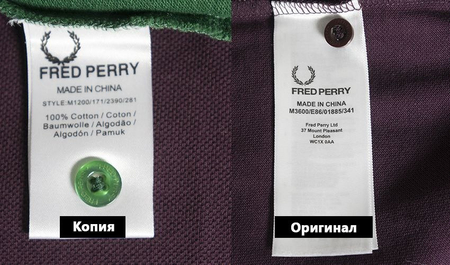 FRED PERRY
MADE IN CHINA
STYLE:M1200/171/2390/281
100% Cotton / Coton /
Baumwolle / Algodão /
Algodón / Pamuk
Копия
FRED PERRY
MADE IN CHINA
M3600/E86/01885/341
Fred Perry Ltd
37 Mount Pleasant
London
WC1X 0AA
Оригинал